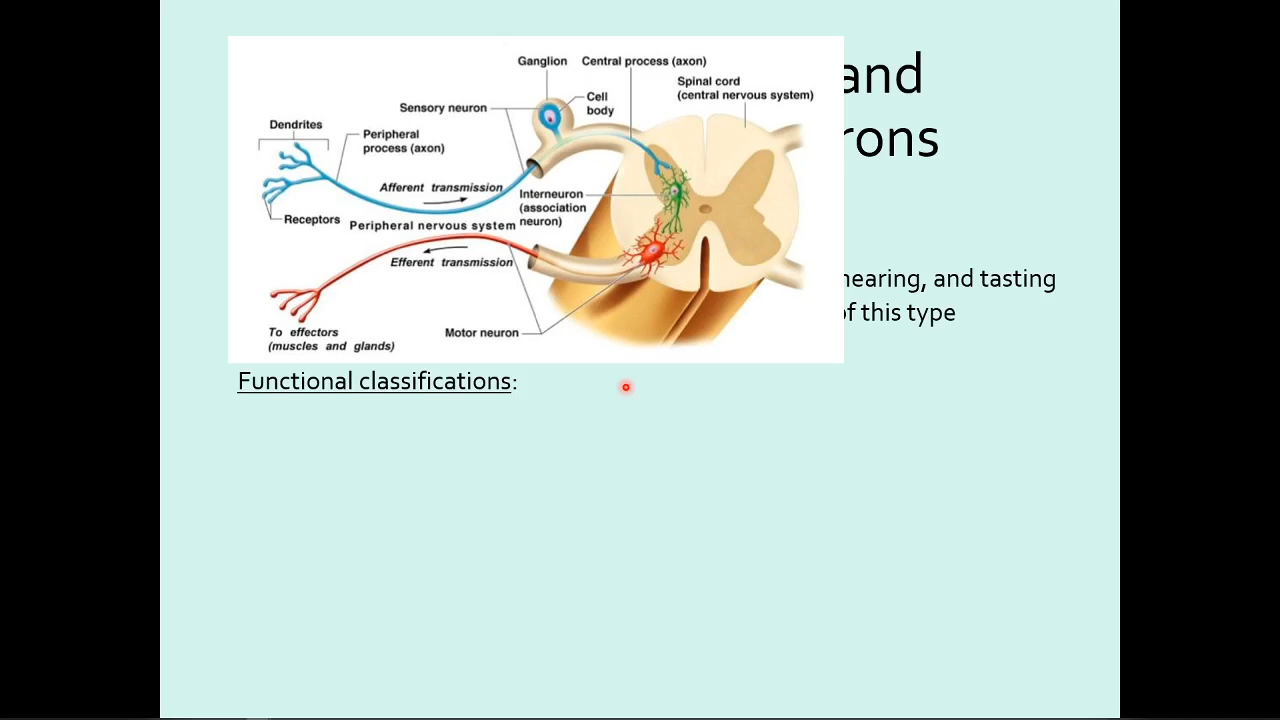 Ganglion
Central process (axon)
and
Spinal cord
(central nervous system)
Cell
body
Sensory neuron
Dendrites
Peripheral
process (axon)
Afferent transmission
Interneuron
(association
neuron)
Receptors
Peripheral nervous system
Efferent transmission
hearing, and tasting
of this type
To effectors
(muscles and glands)
Motor neuron
Functional classifications: